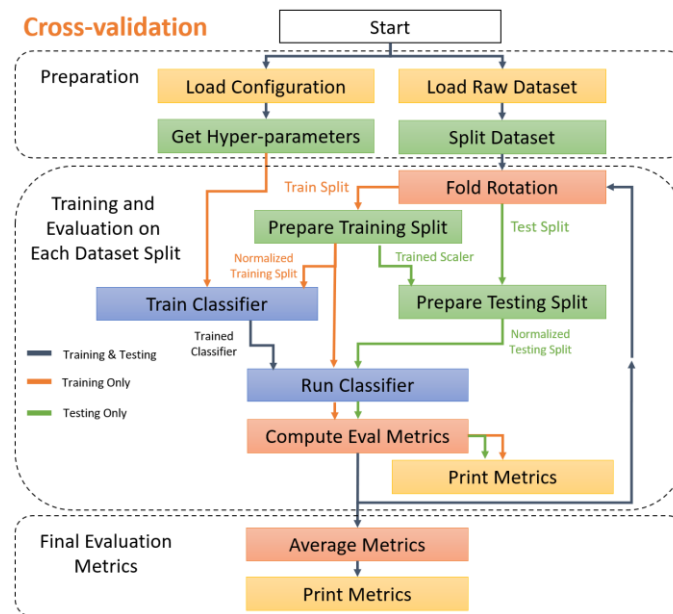 Cross-validation
Start
Preparation
Load Configuration
Load Raw Dataset
Get Hyper-parameters
Split Dataset
Train Split
Fold Rotation
Training and
Evaluation on
Each Dataset Split
Prepare Training Split
Test Split
Normalized
Training Split
Trained Scaler
Train Classifier
Prepare Testing Split
Trained
Classifier
Normalized
Testing Split
Training & Testing
Training Only
Testing Only
Run Classifier
Compute Eval Metrics
Print Metrics
Final Evaluation
Metrics
Average Metrics
Print Metrics